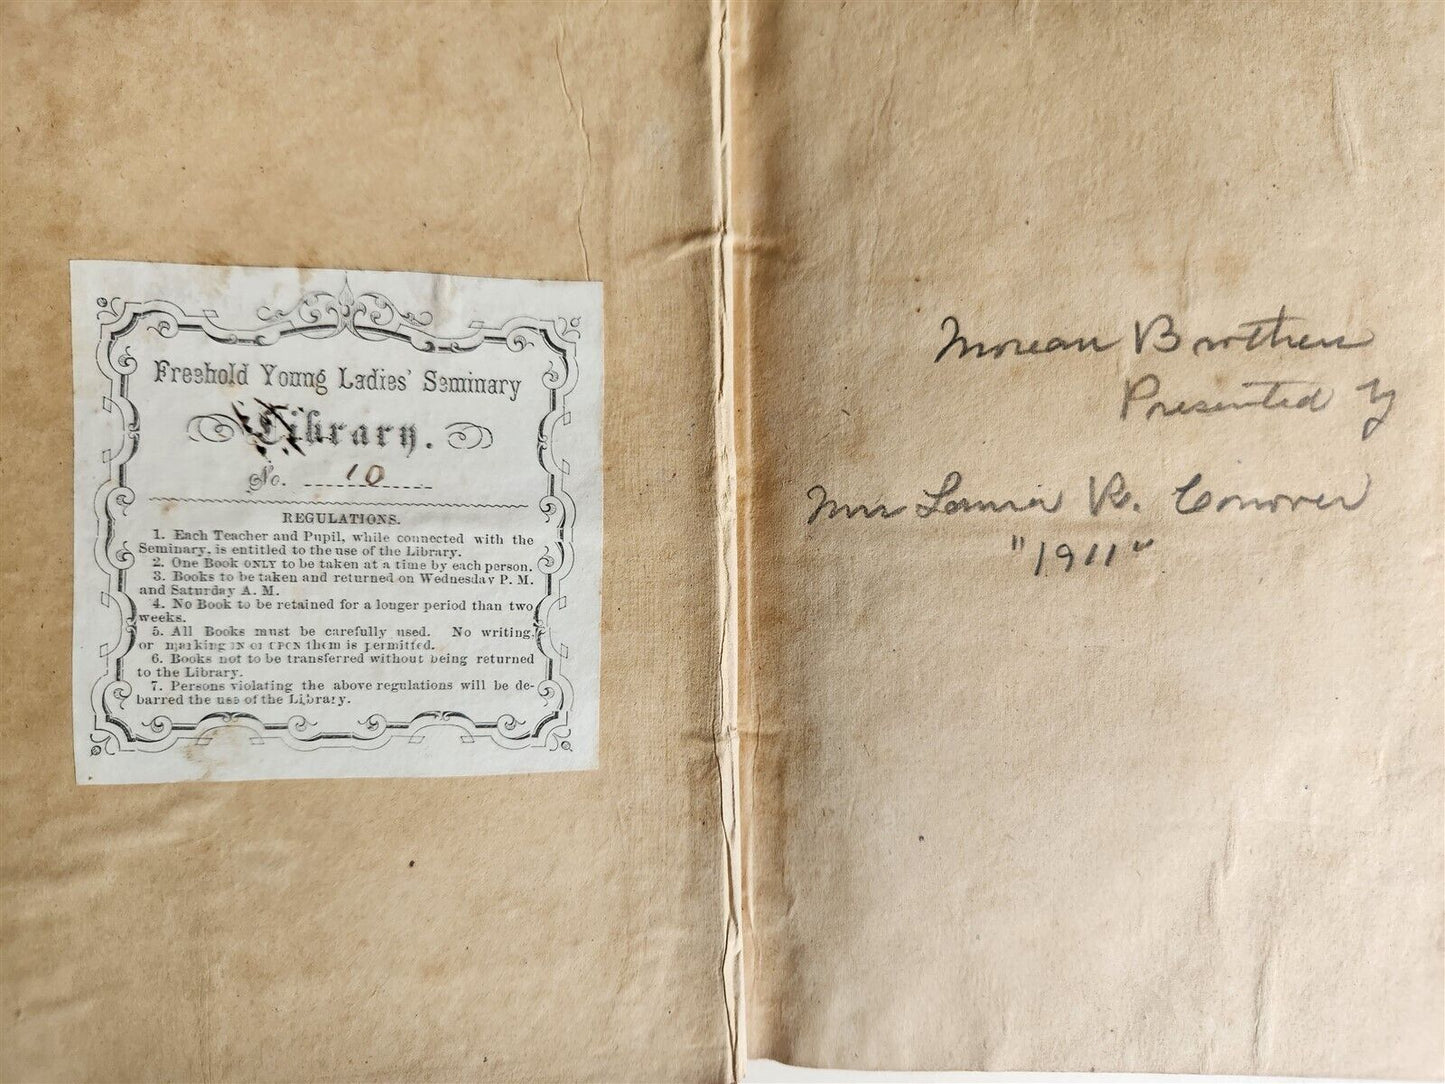 Freehold Young Ladies' Seminary
Library.
No. 10
REGULATIONS.
1. Each Teacher and Pupil, while connected with the
Seminary, is entitled to the use of the Library.
2. One Book ONLY to be taken at a time by each person.
3. Books to be taken and returned on Wednesday P. M.
and Saturday A. M.
4. No Book to be retained for a longer period than two
weeks.
5. All Books must be carefully used. No writing,
or marking IN or UPON them is permitted.
6. Books not to be transferred without being returned
to the Library.
7. Persons violating the above regulations will be de-
barred the use of the Library.
Moreau Brothers
Presented by
Mrs Laura R. Conover
"1911"